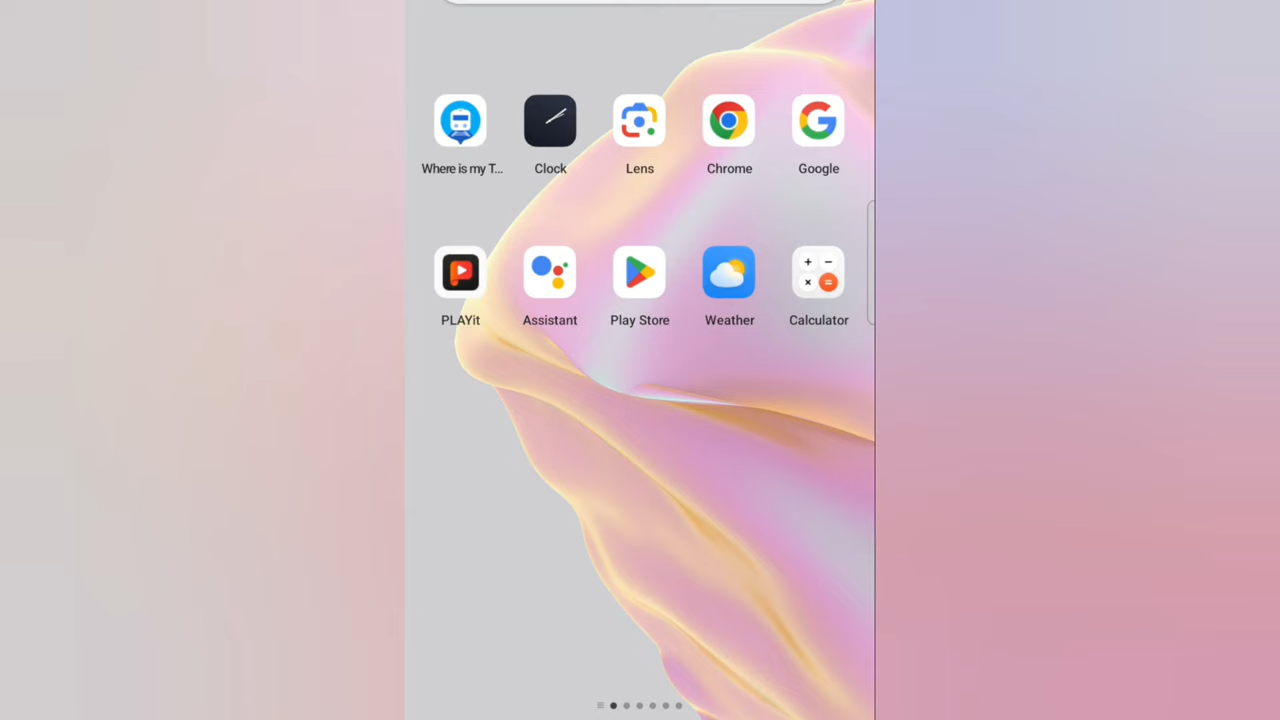 Where is my T...
Clock
Lens
Chrome
Google
PLAYit
Assistant
Play Store
Weather
Calculator